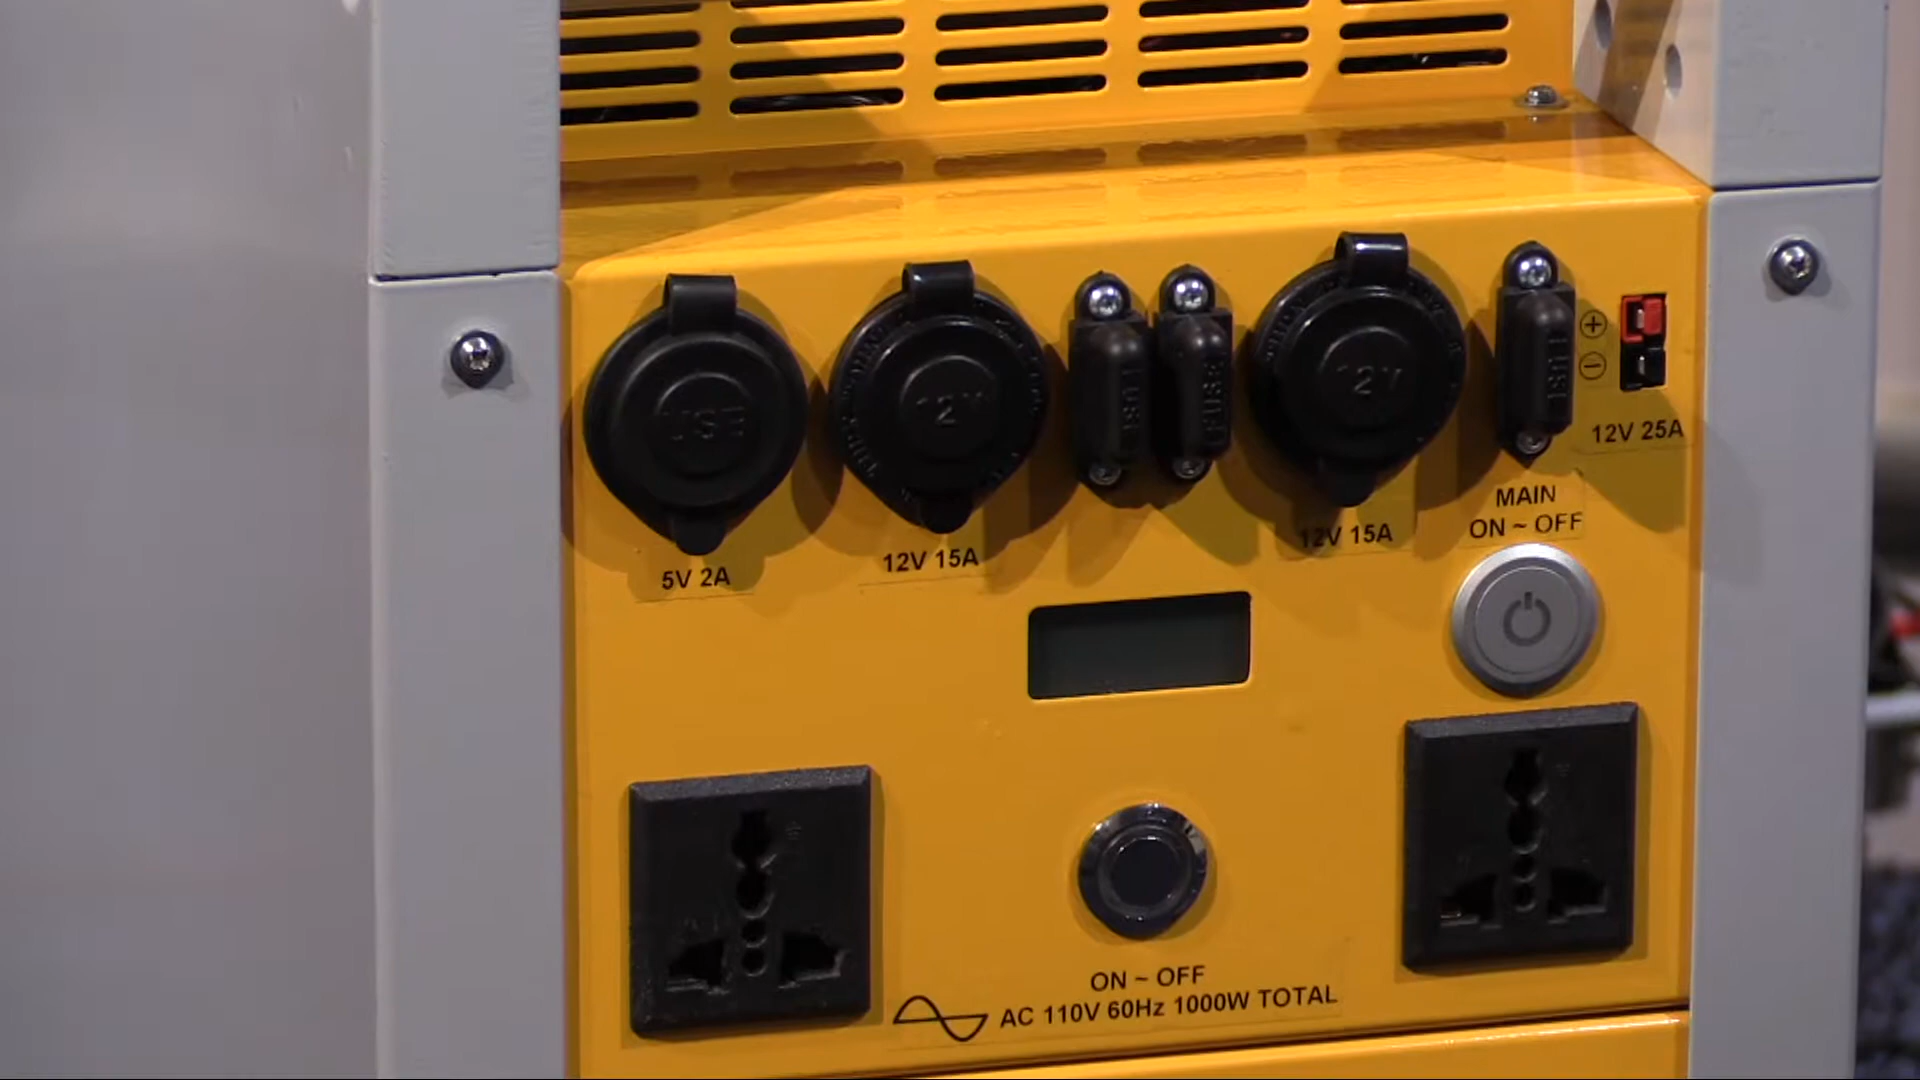 USB
12V
FUSE
FUSE
12V
FUSE
+
−
12V 25A
5V 2A
12V 15A
12V 15A
MAIN
ON ~ OFF
ON ~ OFF
AC 110V 60Hz 1000W TOTAL